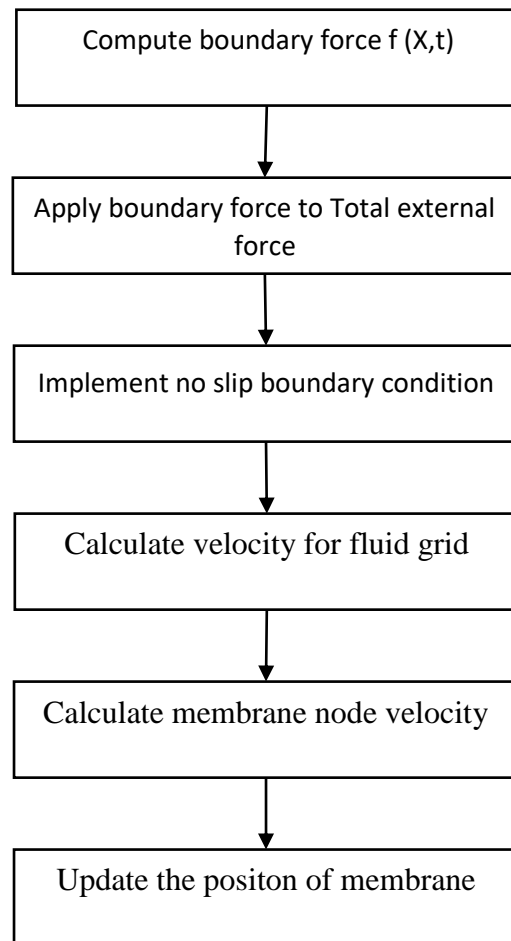 Compute boundary force f (X,t)
Apply boundary force to Total external
force
Implement no slip boundary condition
Calculate velocity for fluid grid
Calculate membrane node velocity
Update the positon of membrane